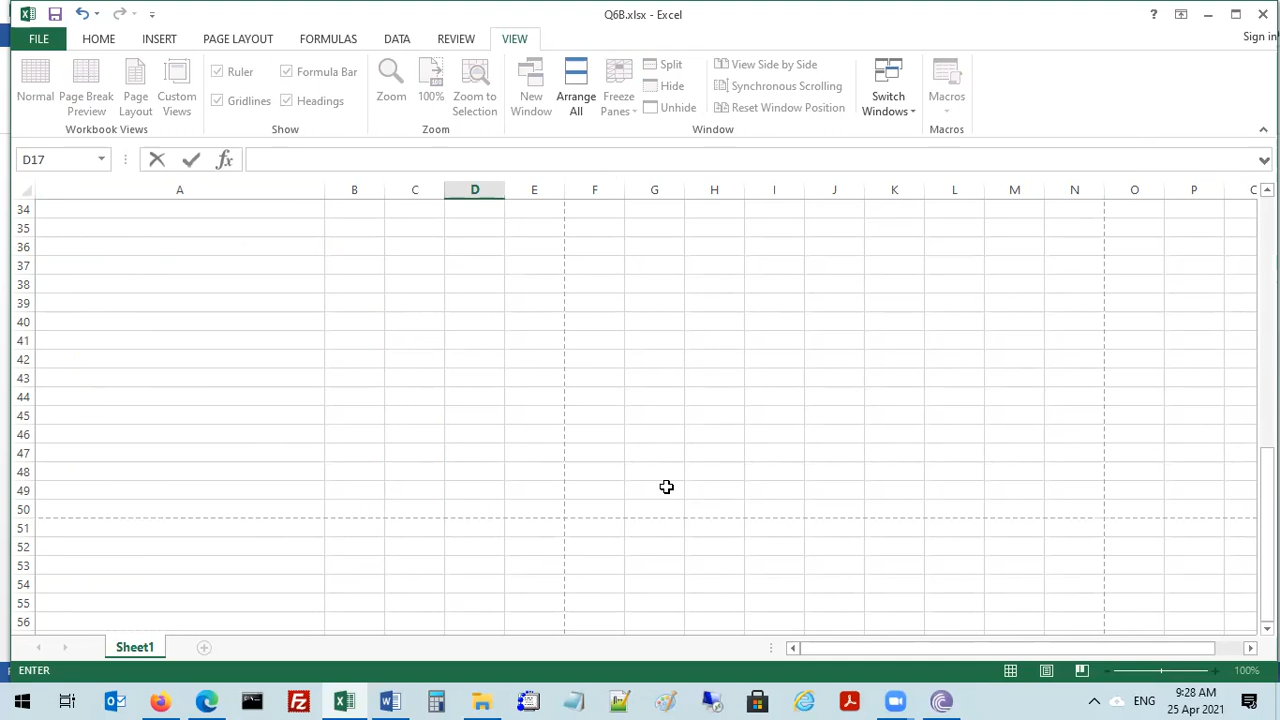 Q6B.xlsx - Excel
?
FILE HOME INSERT PAGE LAYOUT FORMULAS DATA REVIEW VIEW Sign in
Normal Page Break Preview Page Layout Custom Views
Workbook Views
Ruler Formula Bar
Gridlines Headings
Show
Zoom 100% Zoom to Selection
Zoom
New Window Arrange All Freeze Panes
Split
Hide
Unhide
View Side by Side
Synchronous Scrolling
Reset Window Position
Window
Switch Windows
Macros
Macros
D17 fx
A B C D E F G H I J K L M N O P
34
35
36
37
38
39
40
41
42
43
44
45
46
47
48
49
50
51
52
53
54
55
56
Sheet1
ENTER 100%
ENG 9:28 AM
25 Apr 2021